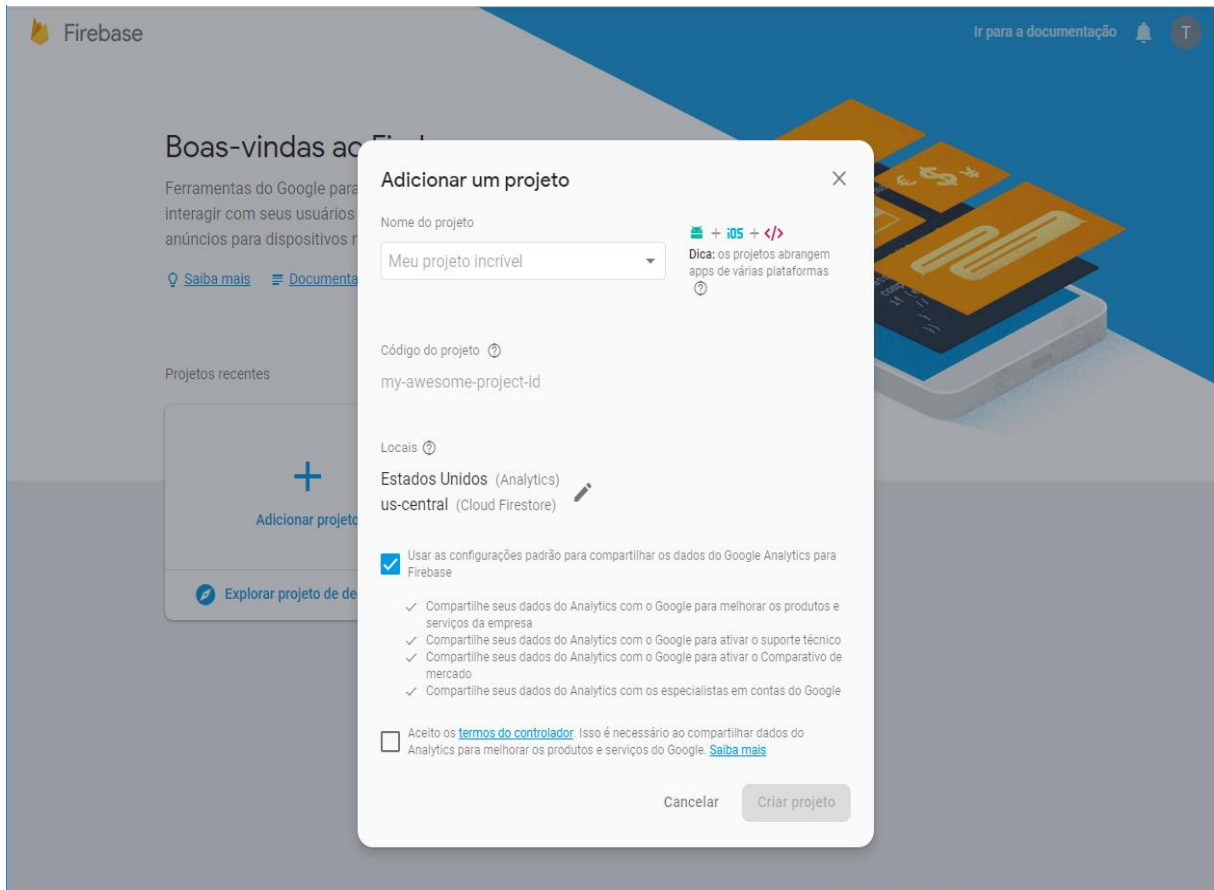 Firebase
Ir para a documentação
T
Boas-vindas ao
Ferramentas do Google para
interagir com seus usuários
anúncios para dispositivos
Saiba mais
Documenta
Projetos recentes
Adicionar projeto
Explorar projeto de de
Adicionar um projeto
Nome do projeto
Meu projeto incrível
+ iOS + </>
Dica: os projetos abrangem
apps de várias plataformas
Código do projeto
my-awesome-project-id
Locais
Estados Unidos (Analytics)
us-central (Cloud Firestore)
Usar as configurações padrão para compartilhar os dados do Google Analytics para
Firebase
Compartilhe seus dados do Analytics com o Google para melhorar os produtos e
serviços da empresa
Compartilhe seus dados do Analytics com o Google para ativar o suporte técnico
Compartilhe seus dados do Analytics com o Google para ativar o Comparativo de
mercado
Compartilhe seus dados do Analytics com os especialistas em contas do Google
Aceito os termos do controlador. Isso é necessário ao compartilhar dados do
Analytics para melhorar os produtos e serviços do Google. Saiba mais
Cancelar
Criar projeto